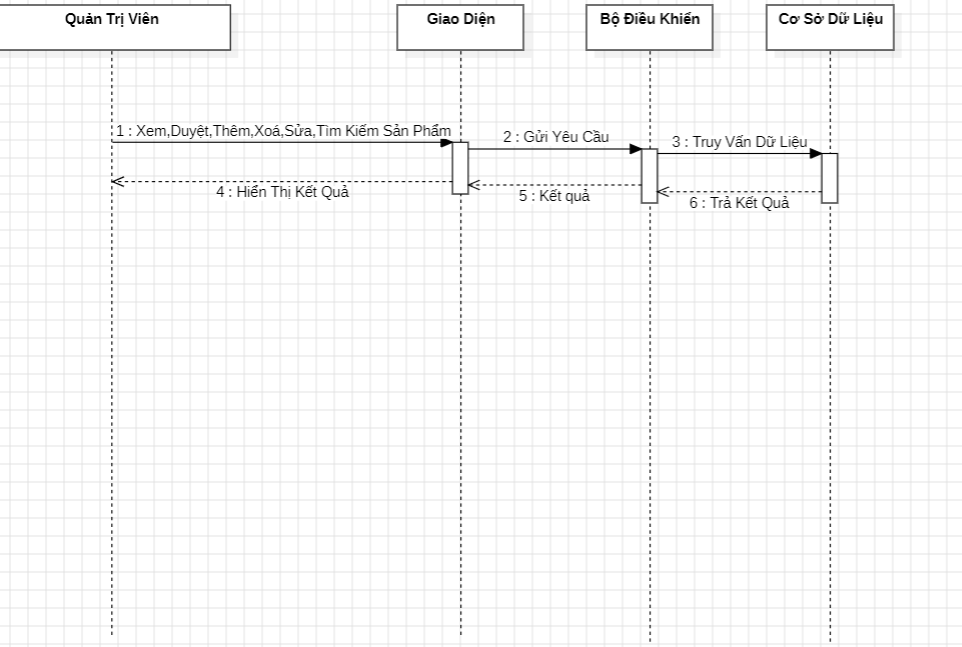 Quản Trị Viên
Giao Diện
Bộ Điều Khiển
Cơ Sở Dữ Liệu
1 : Xem,Duyệt,Thêm,Xoá,Sửa,Tìm Kiếm Sản Phẩm
2 : Gửi Yêu Cầu
3 : Truy Vấn Dữ Liệu
4 : Hiển Thị Kết Quả
5 : Kết quả
6 : Trả Kết Quả